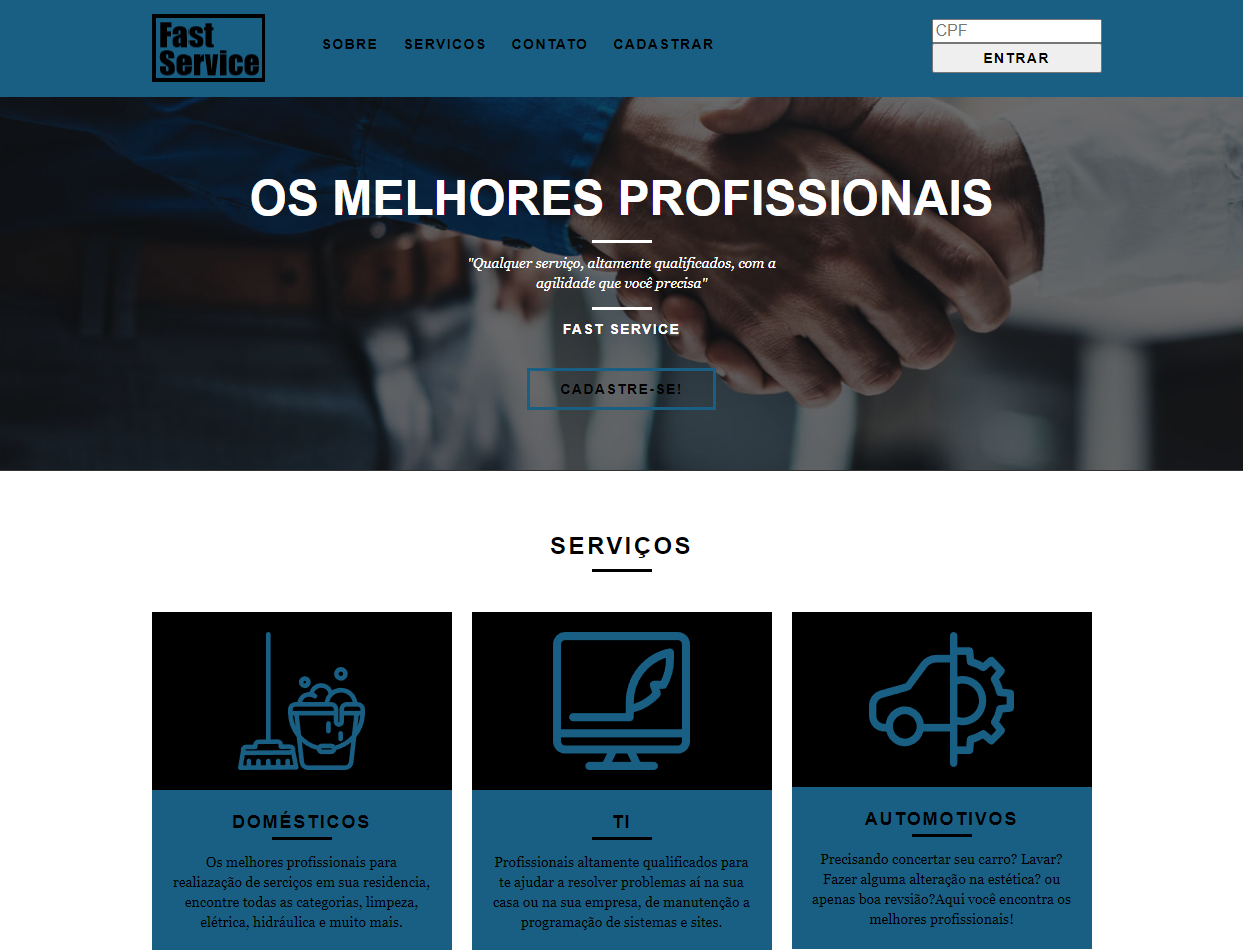 Fast
Service
SOBRE SERVICOS CONTATO CADASTRAR
CPF
ENTRAR
OS MELHORES PROFISSIONAIS
"Qualquer serviço, altamente qualificados, com a
agilidade que você precisa"
FAST SERVICE
CADASTRE-SE!
SERVIÇOS
DOMÉSTICOS
Os melhores profissionais para
realiazação de serciços em sua residencia,
encontre todas as categorias, limpeza,
elétrica, hidráulica e muito mais.
TI
Profissionais altamente qualificados para
te ajudar a resolver problemas aí na sua
casa ou na sua empresa, de manutenção a
programação de sistemas e sites.
AUTOMOTIVOS
Precisando concertar seu carro? Lavar?
Fazer alguma alteração na estética? ou
apenas boa revsião?Aqui você encontra os
melhores profissionais!